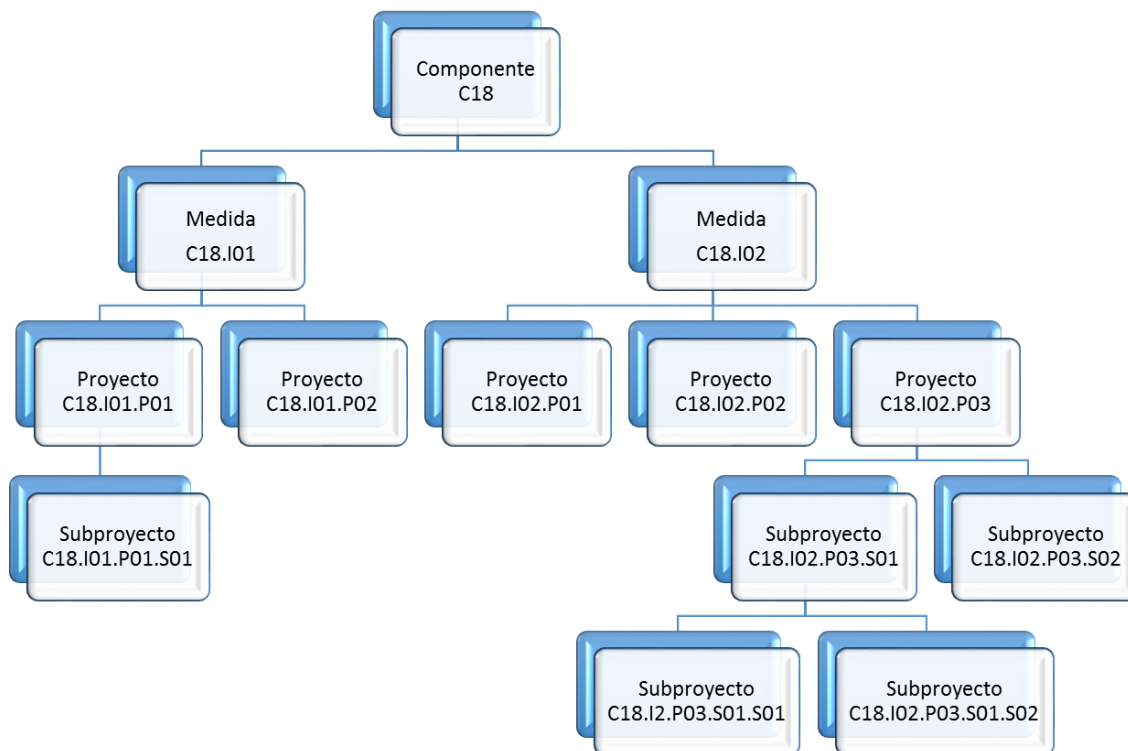 Componente
C18
Medida
C18.I01
Medida
C18.I02
Proyecto
C18.I01.P01
Proyecto
C18.I01.P02
Proyecto
C18.I02.P01
Proyecto
C18.I02.P02
Proyecto
C18.I02.P03
Subproyecto
C18.I01.P01.S01
Subproyecto
C18.I02.P03.S01
Subproyecto
C18.I02.P03.S02
Subproyecto
C18.I2.P03.S01.S01
Subproyecto
C18.I02.P03.S01.S02